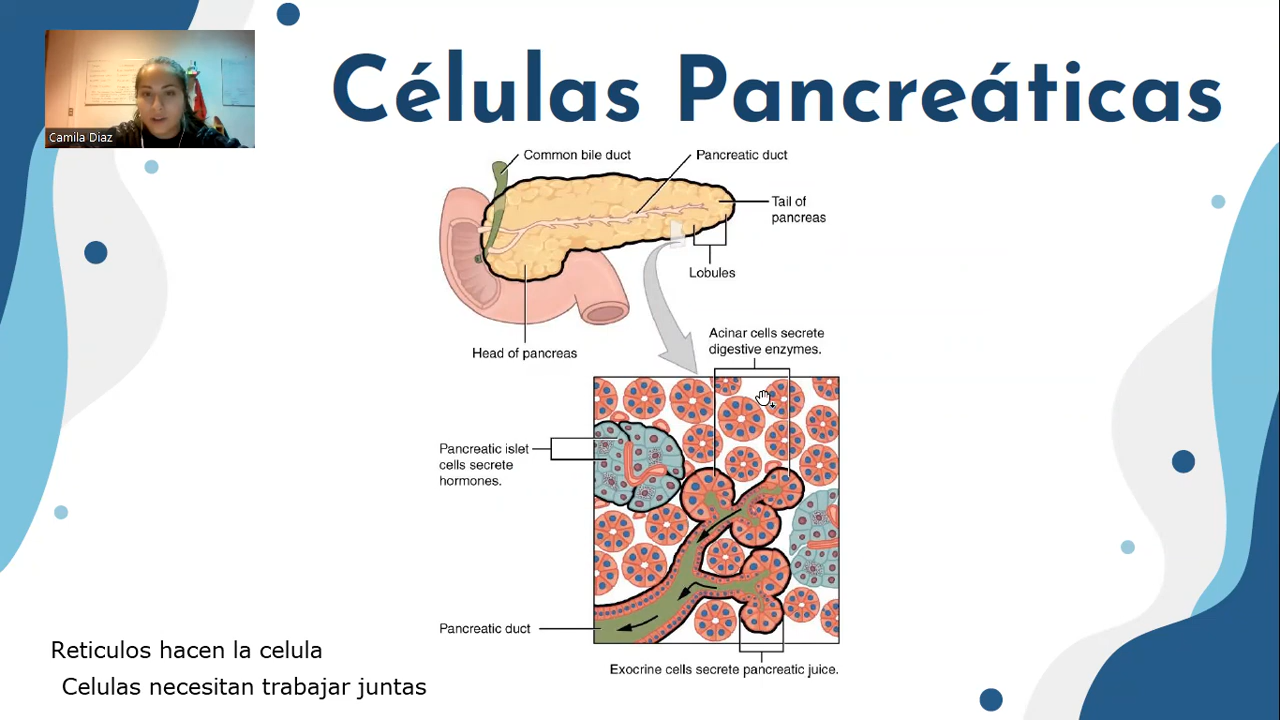 Células Pancreáticas
Camila Diaz
Common bile duct
Pancreatic duct
Tail of
pancreas
Lobules
Head of pancreas
Acinar cells secrete
digestive enzymes.
Pancreatic islet
cells secrete
hormones.
Pancreatic duct
Exocrine cells secrete pancreatic juice.
Reticulos hacen la celula
Celulas necesitan trabajar juntas